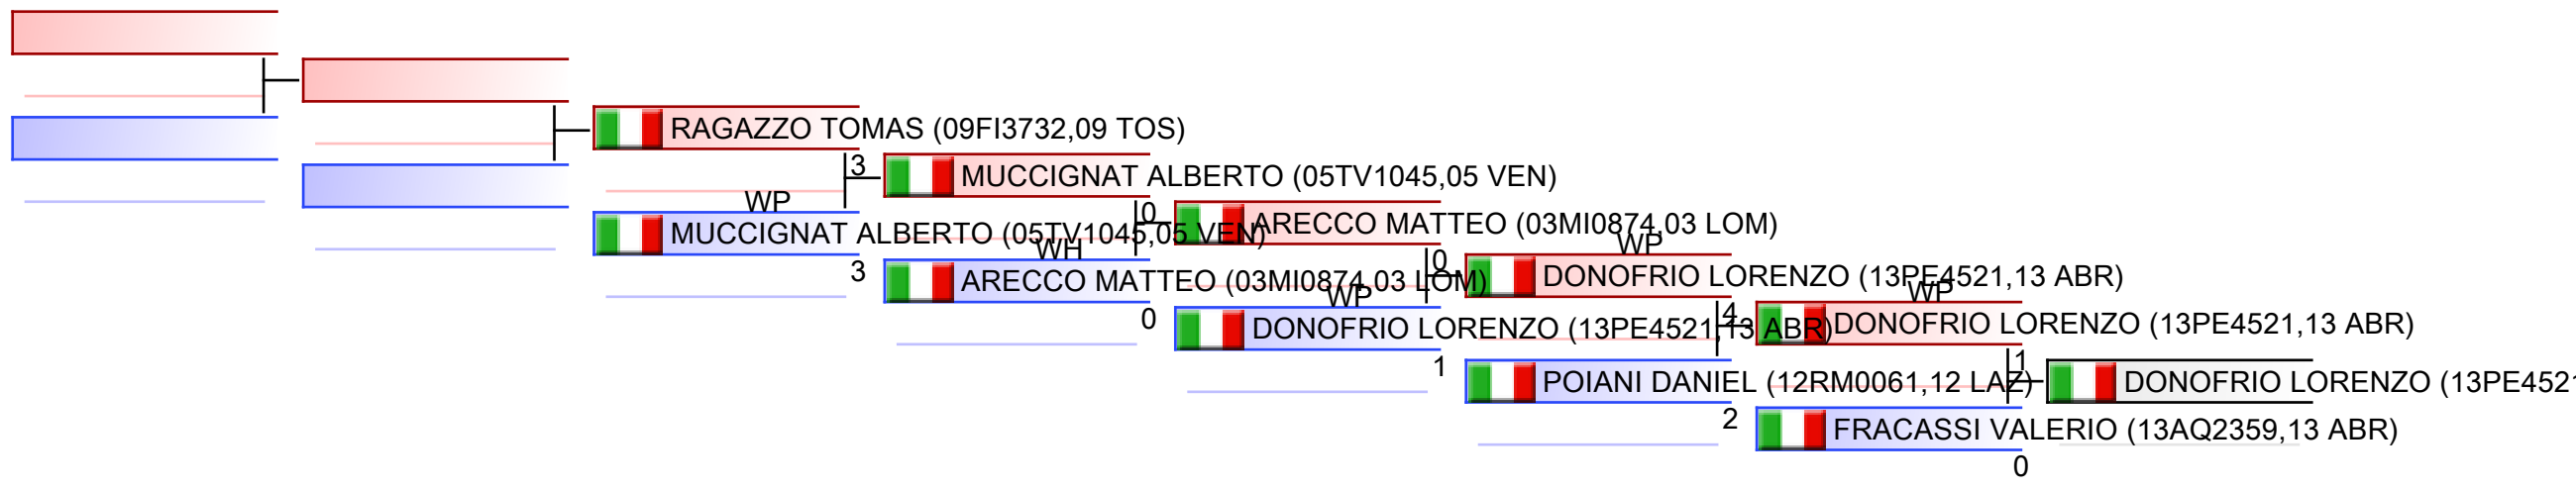 RAGAZZO TOMAS (09FI3732,09 TOS)
3
MUCCIGNAT ALBERTO (05TV1045,05 VEN)
WP
0
ARECCO MATTEO (03MI0874,03 LOM)
MUCCIGNAT ALBERTO (05TV1045,05 VEN)
WH
WP
3
ARECCO MATTEO (03MI0874,03 LOM)
0
DONOFRIO LORENZO (13PE4521,13 ABR)
WP
WP
0
DONOFRIO LORENZO (13PE4521,13 ABR)
4
DONOFRIO LORENZO (13PE4521,13 ABR)
1
POIANI DANIEL (12RM0061,12 LAZ)
1
DONOFRIO LORENZO (13PE4521
2
FRACASSI VALERIO (13AQ2359,13 ABR)
0